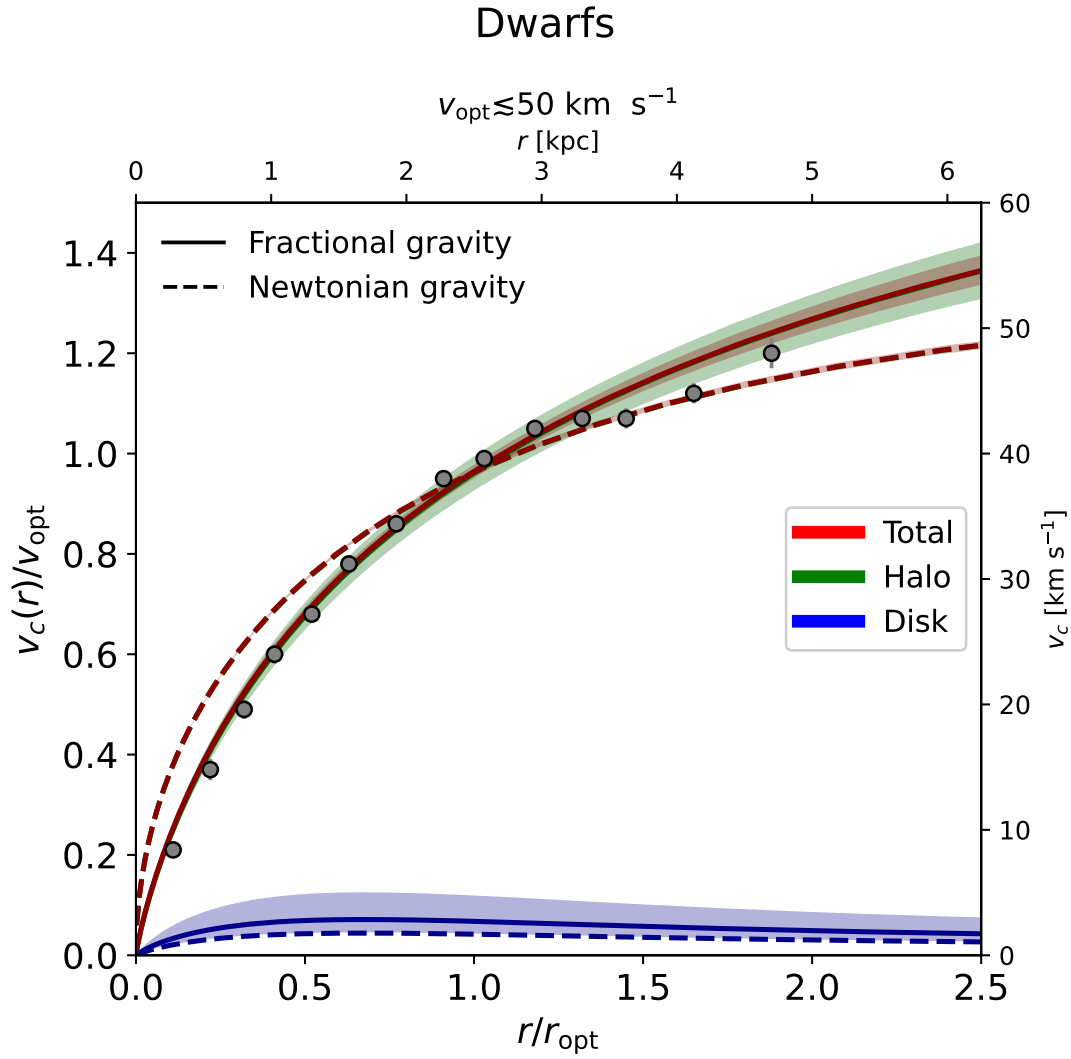 Dwarfs
v_opt≲50 km s⁻¹
r [kpc]
0 1 2 3 4 5 6
Fractional gravity
Newtonian gravity
1.4
1.2
1.0
0.8
0.6
0.4
0.2
0.0
v_c(r)/v_opt
60
50
40
30
20
10
0
v_c [km s⁻¹]
Total
Halo
Disk
0.0 0.5 1.0 1.5 2.0 2.5
r/r_opt